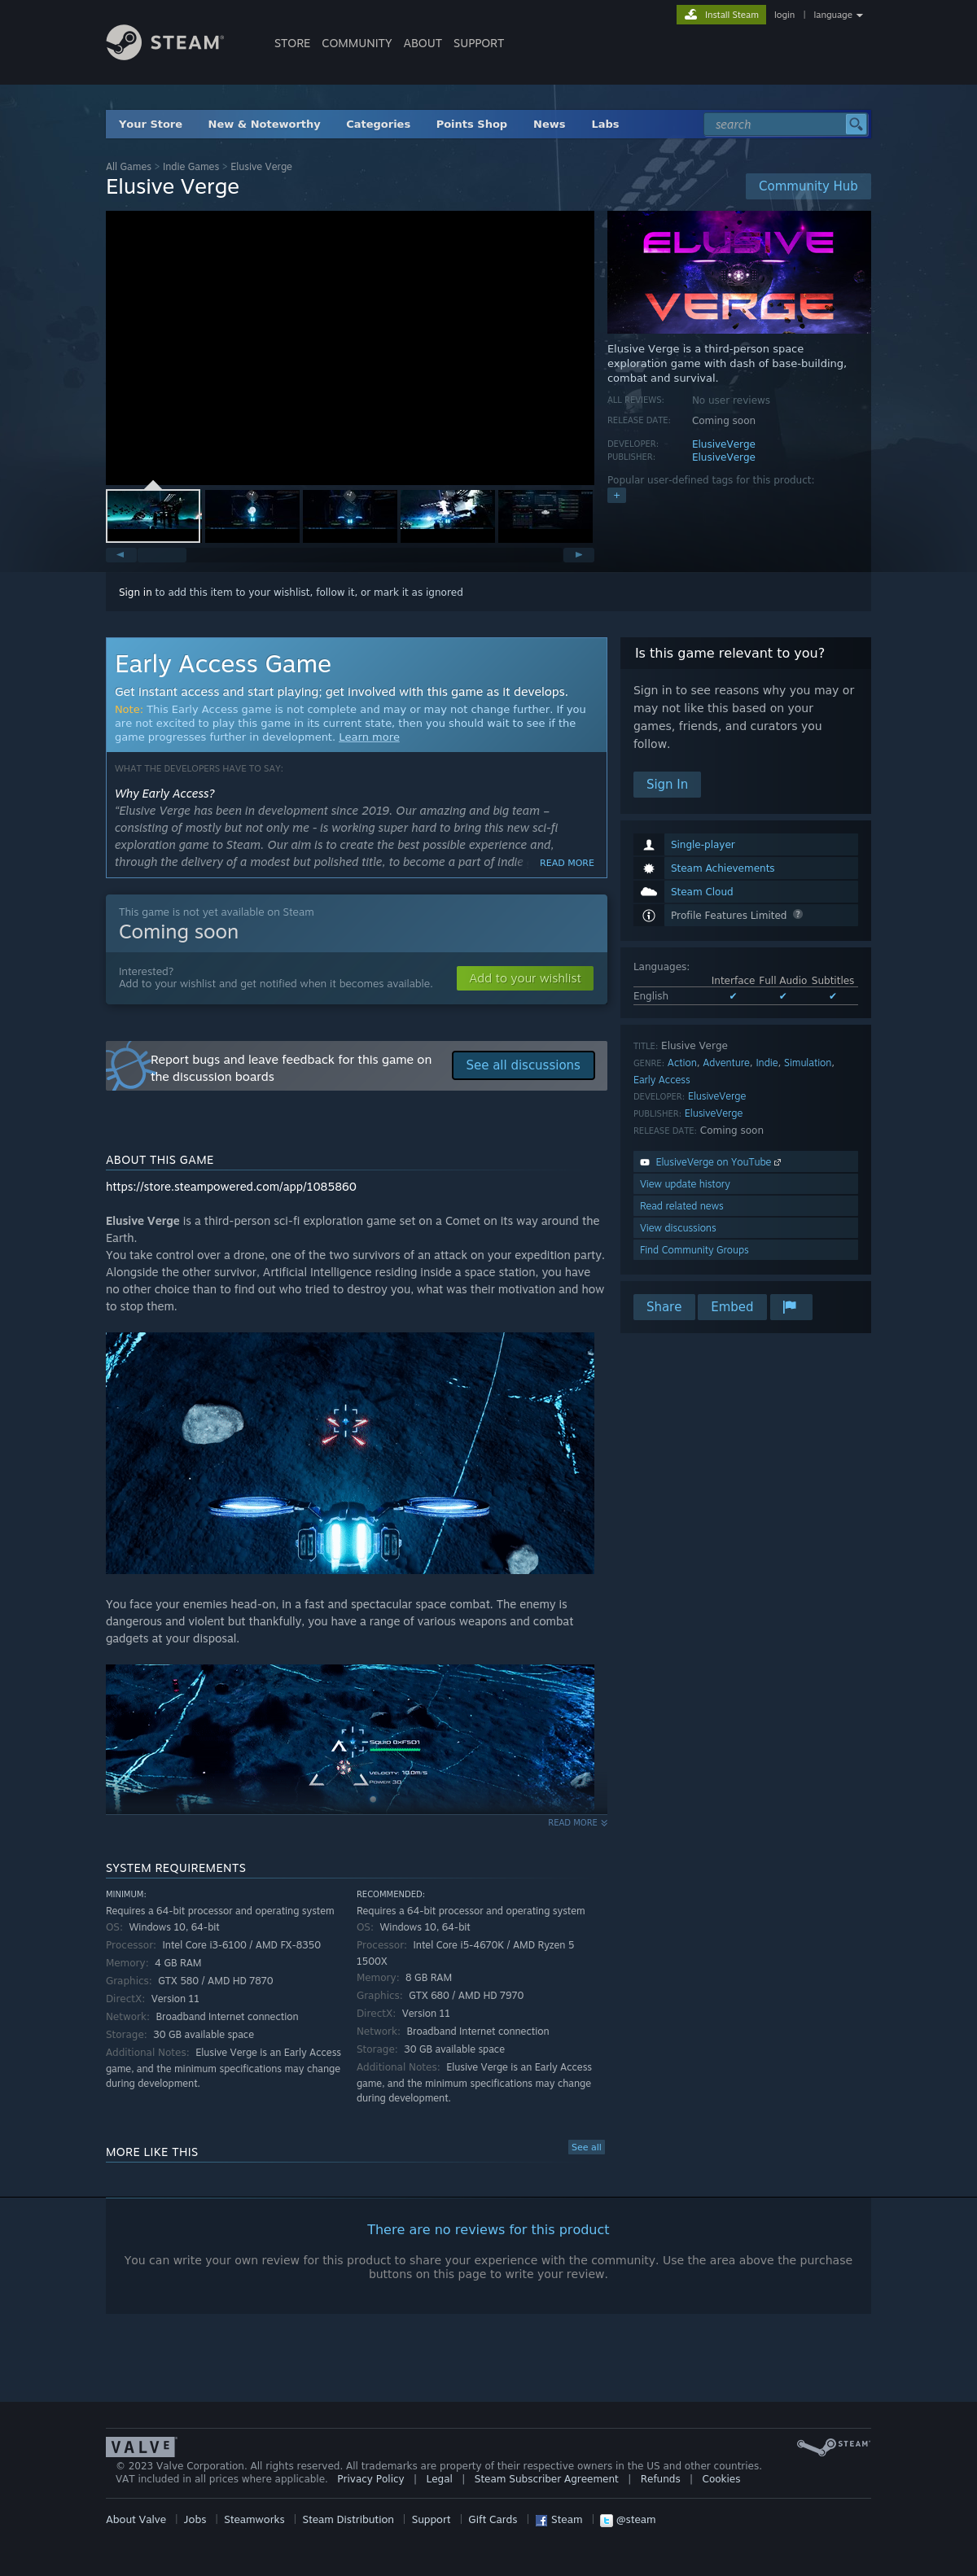 Install Steam
login | language
STEAM
STORE COMMUNITY ABOUT SUPPORT
Your Store New & Noteworthy Categories Points Shop News Labs search
All Games > Indie Games > Elusive Verge
Elusive Verge
Community Hub
ELUSIVE
VERGE
Elusive Verge is a third-person space
exploration game with dash of base-building,
combat and survival.
ALL REVIEWS: No user reviews
RELEASE DATE: Coming soon
DEVELOPER: ElusiveVerge
PUBLISHER: ElusiveVerge
Popular user-defined tags for this product:
+
Sign in to add this item to your wishlist, follow it, or mark it as ignored
Early Access Game
Get instant access and start playing; get involved with this game as it develops.
Note: This Early Access game is not complete and may or may not change further. If you
are not excited to play this game in its current state, then you should wait to see if the
game progresses further in development. Learn more
WHAT THE DEVELOPERS HAVE TO SAY:
Why Early Access?
“Elusive Verge has been in development since 2019. Our amazing and big team –
consisting of mostly but not only me - is working super hard to bring this new sci-fi
exploration game to Steam. Our aim is to create the best possible experience and,
through the delivery of a modest but polished title, to become a part of indie READ MORE
This game is not yet available on Steam
Coming soon
Interested?
Add to your wishlist and get notified when it becomes available.
Add to your wishlist
Report bugs and leave feedback for this game on
the discussion boards
See all discussions
ABOUT THIS GAME
https://store.steampowered.com/app/1085860
Elusive Verge is a third-person sci-fi exploration game set on a Comet on its way around the
Earth.
You take control over a drone, one of the two survivors of an attack on your expedition party.
Alongside the other survivor, Artificial Intelligence residing inside a space station, you have
no other choice than to find out who tried to destroy you, what was their motivation and how
to stop them.
You face your enemies head-on, in a fast and spectacular space combat. The enemy is
dangerous and violent but thankfully, you have a range of various weapons and combat
gadgets at your disposal.
Squid 0xF5D1
Velocity: 10.0m/s
Power: 30
READ MORE
SYSTEM REQUIREMENTS
MINIMUM:
Requires a 64-bit processor and operating system
OS: Windows 10, 64-bit
Processor: Intel Core i3-6100 / AMD FX-8350
Memory: 4 GB RAM
Graphics: GTX 580 / AMD HD 7870
DirectX: Version 11
Network: Broadband Internet connection
Storage: 30 GB available space
Additional Notes: Elusive Verge is an Early Access
game, and the minimum specifications may change
during development.
RECOMMENDED:
Requires a 64-bit processor and operating system
OS: Windows 10, 64-bit
Processor: Intel Core i5-4670K / AMD Ryzen 5
1500X
Memory: 8 GB RAM
Graphics: GTX 680 / AMD HD 7970
DirectX: Version 11
Network: Broadband Internet connection
Storage: 30 GB available space
Additional Notes: Elusive Verge is an Early Access
game, and the minimum specifications may change
during development.
MORE LIKE THIS
See all
Is this game relevant to you?
Sign in to see reasons why you may or
may not like this based on your
games, friends, and curators you
follow.
Sign In
Single-player
Steam Achievements
Steam Cloud
Profile Features Limited ?
Languages:
Interface Full Audio Subtitles
English ✔ ✔ ✔
TITLE: Elusive Verge
GENRE: Action, Adventure, Indie, Simulation,
Early Access
DEVELOPER: ElusiveVerge
PUBLISHER: ElusiveVerge
RELEASE DATE: Coming soon
ElusiveVerge on YouTube
View update history
Read related news
View discussions
Find Community Groups
Share Embed
There are no reviews for this product
You can write your own review for this product to share your experience with the community. Use the area above the purchase
buttons on this page to write your review.
VALVE
STEAM
© 2023 Valve Corporation. All rights reserved. All trademarks are property of their respective owners in the US and other countries.
VAT included in all prices where applicable. Privacy Policy | Legal | Steam Subscriber Agreement | Refunds | Cookies
About Valve | Jobs | Steamworks | Steam Distribution | Support | Gift Cards | Steam | @steam